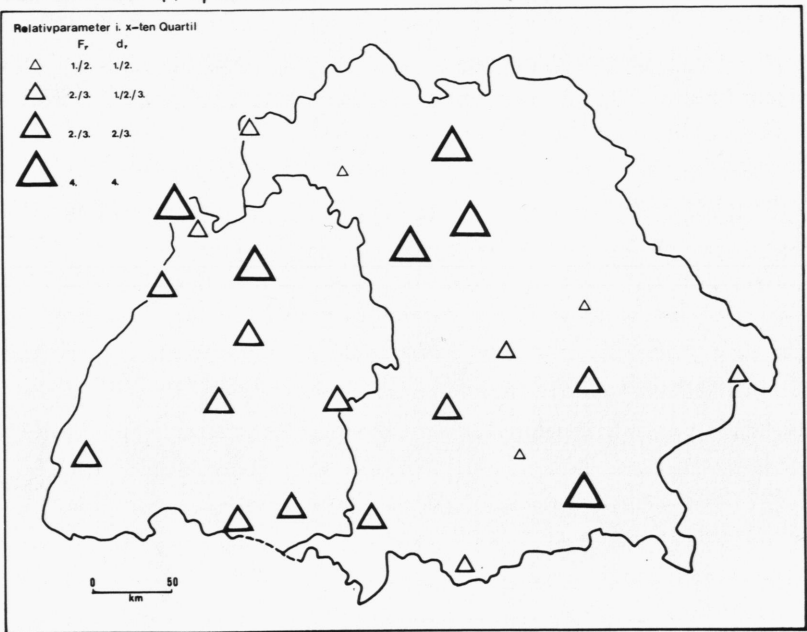 Relativparameter i. x-ten Quartil
Fr dr
1./2. 1./2.
2./3. 1./2./3.
2./3. 2./3.
4. 4.
0 50
km